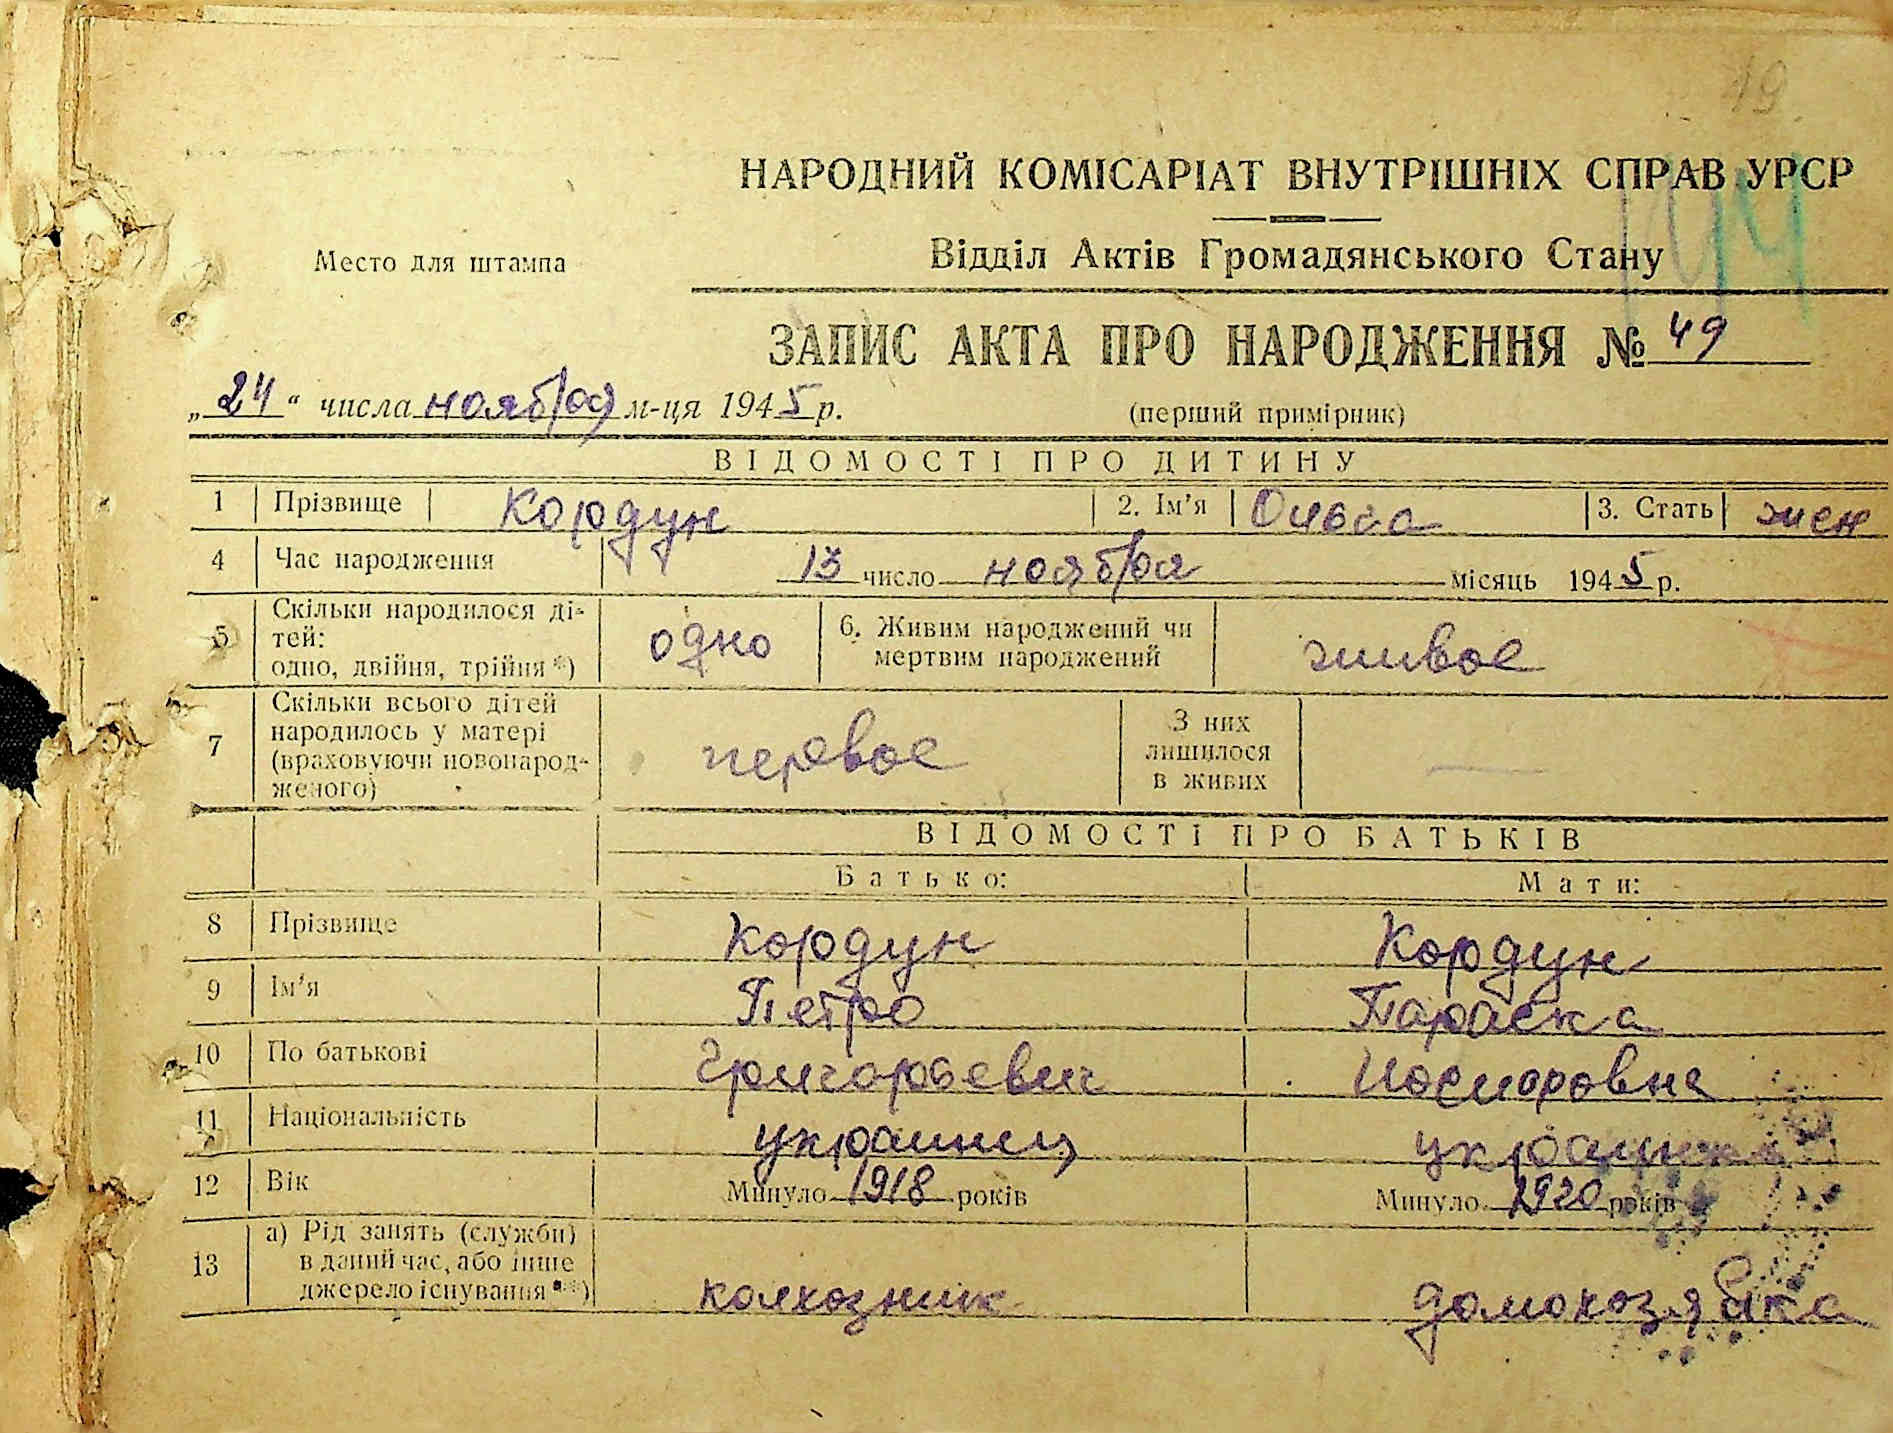 19
НАРОДНИЙ КОМІСАРІАТ ВНУТРІШНІХ СПРАВ УРСР
Место для штампа
Відділ Актів Громадянського Стану
ЗАПИС АКТА ПРО НАРОДЖЕННЯ № 49
„24“ числа ноября м-ця 1945 р.
(перший примірник)
ВІДОМОСТІ ПРО ДИТИНУ
1 Прізвище Кордун 2. Ім'я Ольга 3. Стать жен
4 Час народження 13 число ноября місяць 1945 р.
5 Скільки народилося ді-
тей:
одно, двійня, трійня*) одно
6. Живим народжений чи
мертвим народжений живое
7 Скільки всього дітей
народилось у матері
(враховуючи новонарод-
женого) первое
З них
лишилося
в живих —
ВІДОМОСТІ ПРО БАТЬКІВ
Батько: Мати:
8 Прізвище Кордун Кордун
9 Ім'я Петро Параска
10 По батькові Григорьевич
11 Національність украинец украинка
12 Вік Минуло 1918 років Минуло 1920 років
13 а) Рід занять (служби)
в даний час, або інше
джерело існування**) колхозник домохозяйка